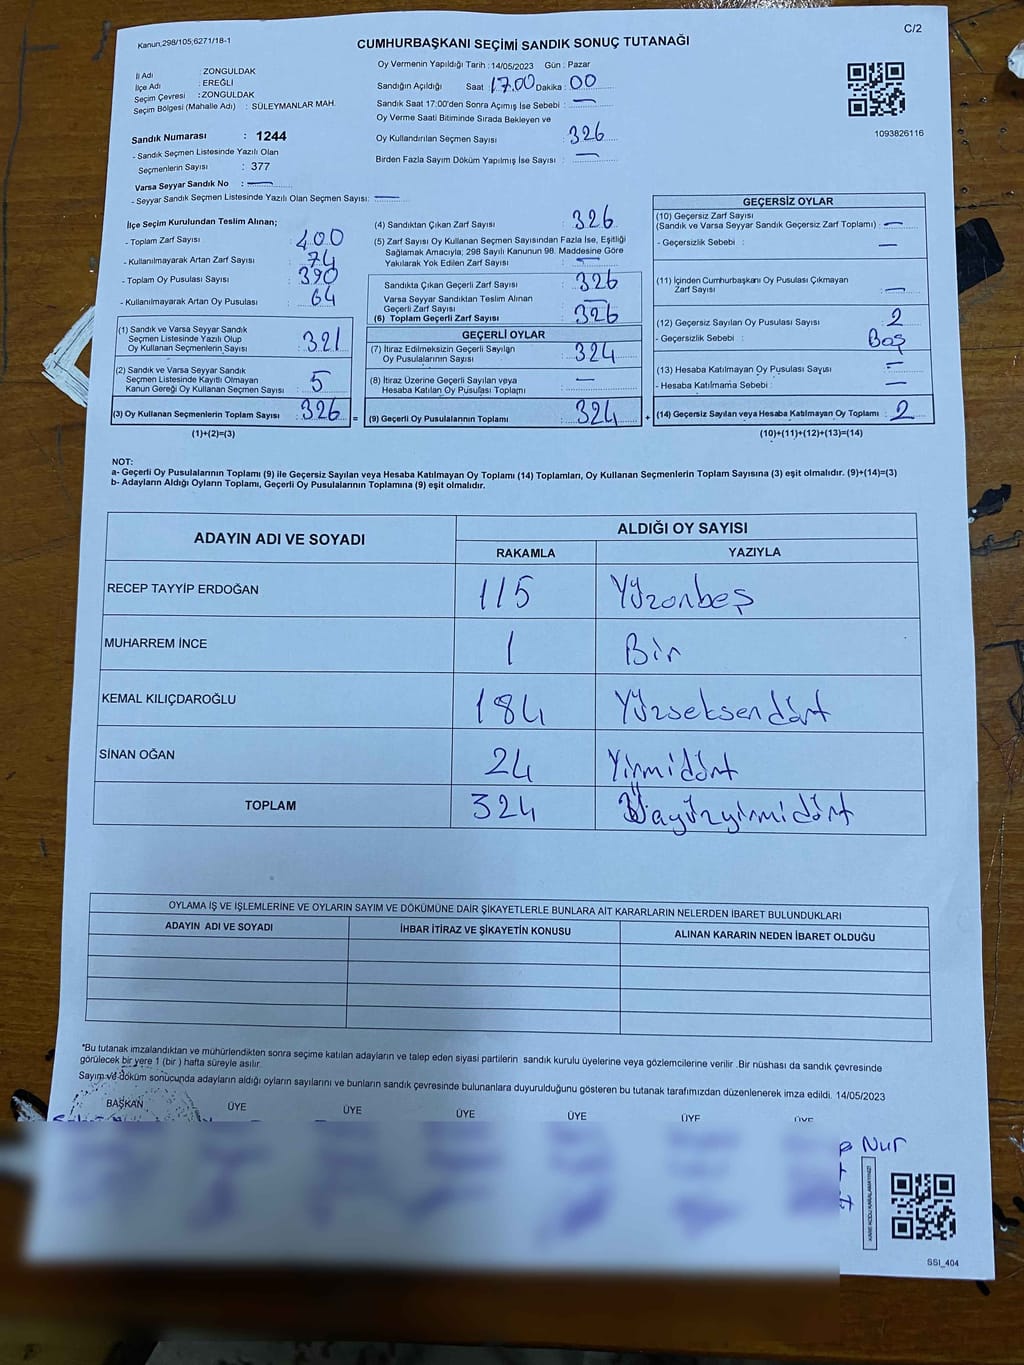 Kanun;298/105;6271/18-1
C/2
CUMHURBAŞKANI SEÇİMİ SANDIK SONUÇ TUTANAĞI
İl Adı : ZONGULDAK
İlçe Adı : EREĞLİ
Seçim Çevresi : ZONGULDAK
Seçim Bölgesi (Mahalle Adı) : SÜLEYMANLAR MAH.
Sandık Numarası : 1244
- Sandık Seçmen Listesinde Yazılı Olan
Seçmenlerin Sayısı : 377
Varsa Seyyar Sandık No : —
- Seyyar Sandık Seçmen Listesinde Yazılı Olan Seçmen Sayısı: —
Oy Vermenin Yapıldığı Tarih : 14/05/2023 Gün : Pazar
Sandığın Açıldığı Saat 17.00 Dakika : 00
Sandık Saat 17:00'den Sonra Açımış İse Sebebi : —
Oy Verme Saati Bitiminde Sırada Bekleyen ve
Oy Kullandırılan Seçmen Sayısı : 326
Birden Fazla Sayım Döküm Yapılmış İse Sayısı : —
1093826116
İlçe Seçim Kurulundan Teslim Alınan;
- Toplam Zarf Sayısı : 400
- Kullanılmayarak Artan Zarf Sayısı : 74
- Toplam Oy Pusulası Sayısı : 390
- Kullanılmayarak Artan Oy Pusulası : 64
(1) Sandık ve Varsa Seyyar Sandık
Seçmen Listesinde Yazılı Olup
Oy Kullanan Seçmenlerin Sayısı : 321
(2) Sandık ve Varsa Seyyar Sandık
Seçmen Listesinde Kayıtlı Olmayan
Kanun Gereği Oy Kullanan Seçmen Sayısı : 5
(3) Oy Kullanan Seçmenlerin Toplam Sayısı : 326 =
(1)+(2)=(3)
(4) Sandıktan Çıkan Zarf Sayısı : 326
(5) Zarf Sayısı Oy Kullanan Seçmen Sayısından Fazla İse, Eşitliği
Sağlamak Amacıyla; 298 Sayılı Kanunun 98. Maddesine Göre
Yakılarak Yok Edilen Zarf Sayısı : —
Sandıkta Çıkan Geçerli Zarf Sayısı : 326
Varsa Seyyar Sandıktan Teslim Alınan
Geçerli Zarf Sayısı : —
(6) Toplam Geçerli Zarf Sayısı : 326
GEÇERLİ OYLAR
(7) İtiraz Edilmeksizin Geçerli Sayılan
Oy Pusulalarının Sayısı : 324
(8) İtiraz Üzerine Geçerli Sayılan veya
Hesaba Katılan Oy Pusulası Toplamı : —
(9) Geçerli Oy Pusulalarının Toplamı : 324 +
GEÇERSİZ OYLAR
(10) Geçersiz Zarf Sayısı
(Sandık ve Varsa Seyyar Sandık Geçersiz Zarf Toplamı) : —
- Geçersizlik Sebebi : —
(11) İçinden Cumhurbaşkanı Oy Pusulası Çıkmayan
Zarf Sayısı : —
(12) Geçersiz Sayılan Oy Pusulası Sayısı : 2
- Geçersizlik Sebebi : Boş
(13) Hesaba Katılmayan Oy Pusulası Sayısı : —
- Hesaba Katılmama Sebebi : —
(14) Geçersiz Sayılan veya Hesaba Katılmayan Oy Toplamı : 2
(10)+(11)+(12)+(13)=(14)
NOT:
a- Geçerli Oy Pusulalarının Toplamı (9) ile Geçersiz Sayılan veya Hesaba Katılmayan Oy Toplamı (14) Toplamları, Oy Kullanan Seçmenlerin Toplam Sayısına (3) eşit olmalıdır. (9)+(14)=(3)
b- Adayların Aldığı Oyların Toplamı, Geçerli Oy Pusulalarının Toplamına (9) eşit olmalıdır.
ADAYIN ADI VE SOYADI ALDIĞI OY SAYISI
RAKAMLA YAZIYLA
RECEP TAYYİP ERDOĞAN 115 Yüzonbeş
MUHARREM İNCE 1 Bir
KEMAL KILIÇDAROĞLU 184 Yüzseksendört
SİNAN OĞAN 24 Yirmidört
TOPLAM 324
OYLAMA İŞ VE İŞLEMLERİNE VE OYLARIN SAYIM VE DÖKÜMÜNE DAİR ŞİKAYETLERLE BUNLARA AİT KARARLARIN NELERDEN İBARET BULUNDUKLARI
ADAYIN ADI VE SOYADI İHBAR İTİRAZ VE ŞİKAYETİN KONUSU ALINAN KARARIN NEDEN İBARET OLDUĞU
*Bu tutanak imzalandıktan ve mühürlendikten sonra seçime katılan adayların ve talep eden siyasi partilerin sandık kurulu üyelerine veya gözlemcilerine verilir .Bir nüshası da sandık çevresinde
görülecek bir yere 1 (bir ) hafta süreyle asılır.
Sayım ve döküm sonucunda adayların aldığı oyların sayılarını ve bunların sandık çevresinde bulunanlara duyurulduğunu gösteren bu tutanak tarafımızdan düzenlenerek imza edildi. 14/05/2023
BAŞKAN ÜYE ÜYE ÜYE ÜYE ÜYE ÜYE
Nur
KARE KODU KARALAMAYINIZ!
SSI_404